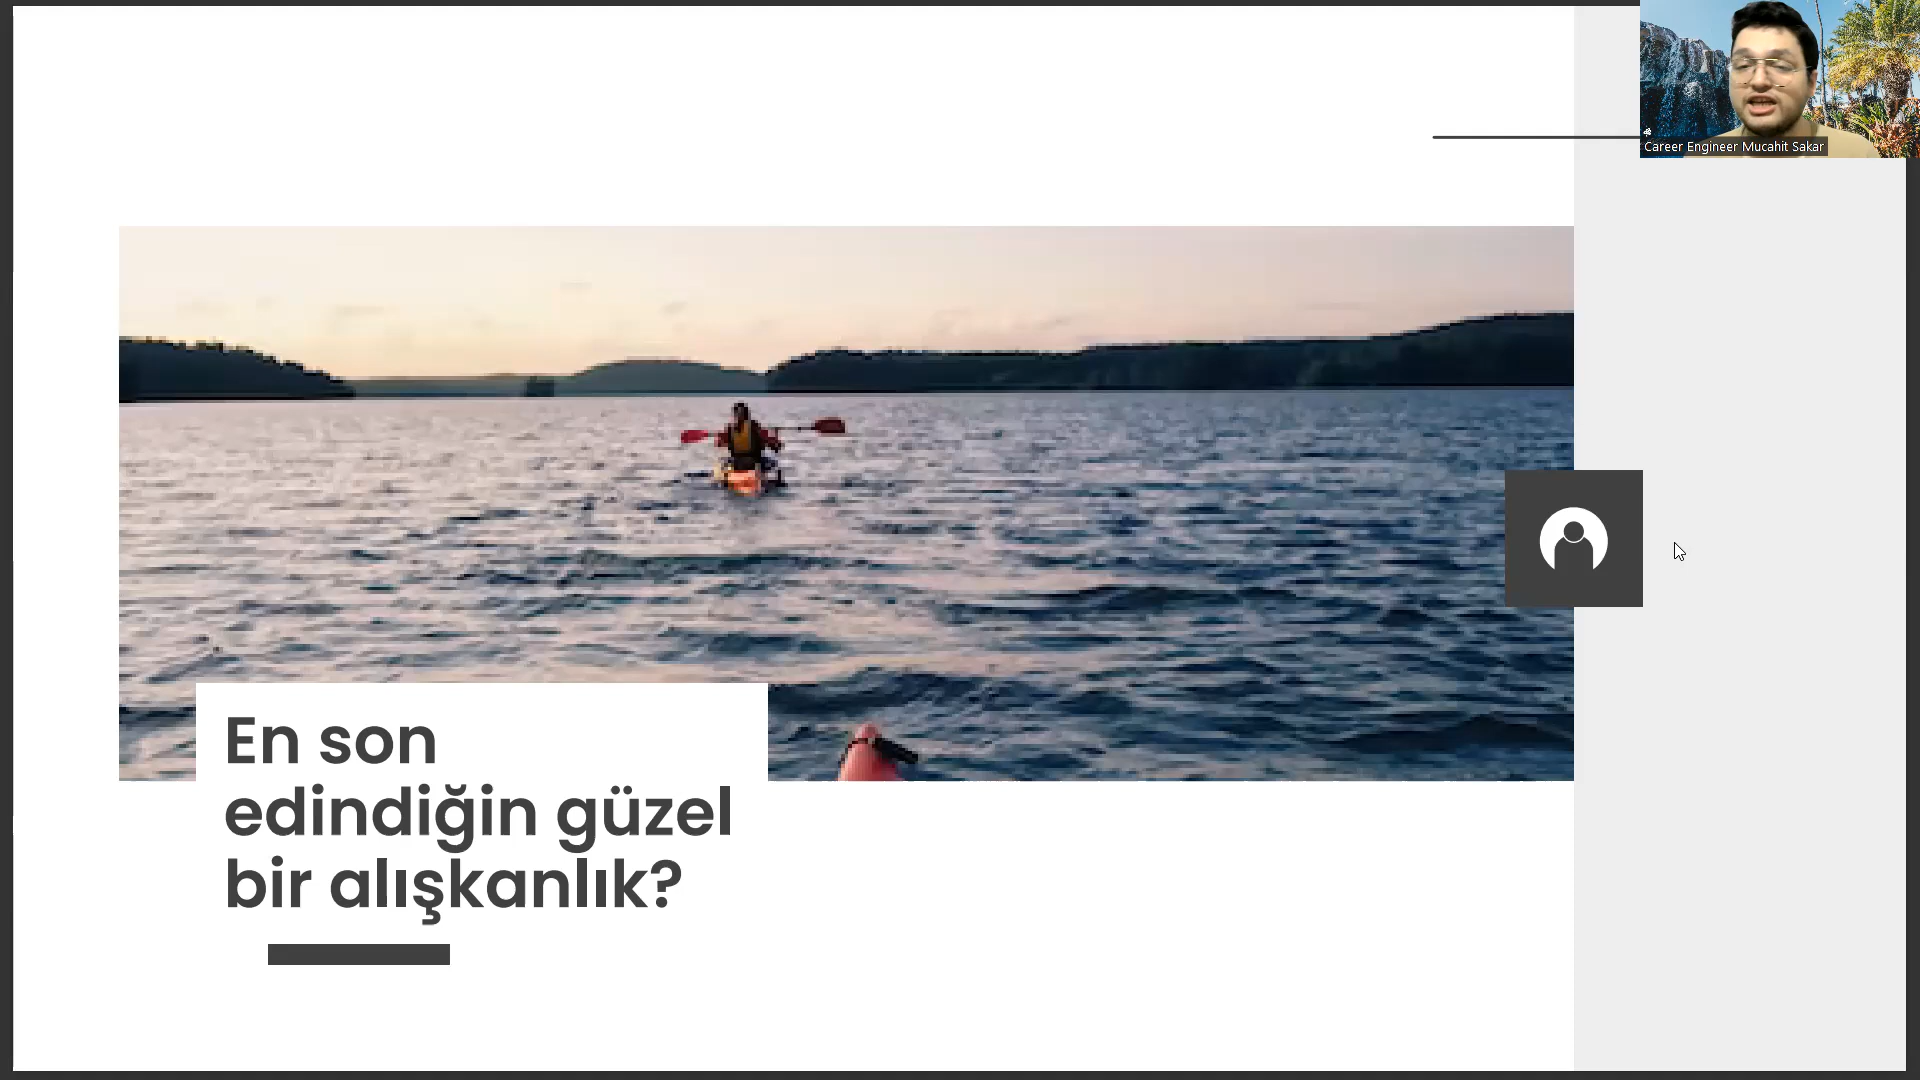 Career Engineer Mucahit Sakar
En son
edindiğin güzel
bir alışkanlık?